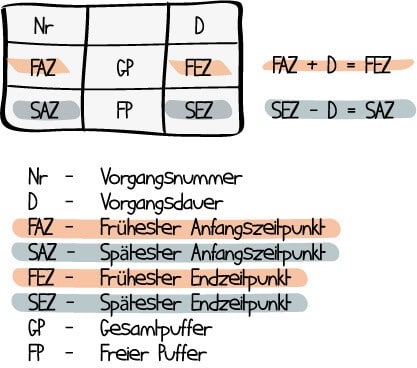 Nr D
FAZ GP FEZ FAZ + D = FEZ
SAZ FP SEZ SEZ - D = SAZ
Nr - Vorgangsnummer
D - Vorgangsdauer
FAZ - Frühester Anfangszeitpunkt
SAZ - Spätester Anfangszeitpunkt
FEZ - Frühester Endzeitpunkt
SEZ - Spätester Endzeitpunkt
GP - Gesamtpuffer
FP - Freier Puffer